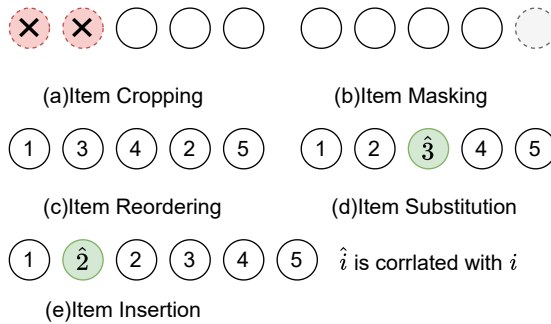 (a)Item Cropping
(b)Item Masking
1 3 4 2 5
1 2 3̂ 4 5
(c)Item Reordering
(d)Item Substitution
1 2̂ 2 3 4 5
î is corrlated with i
(e)Item Insertion